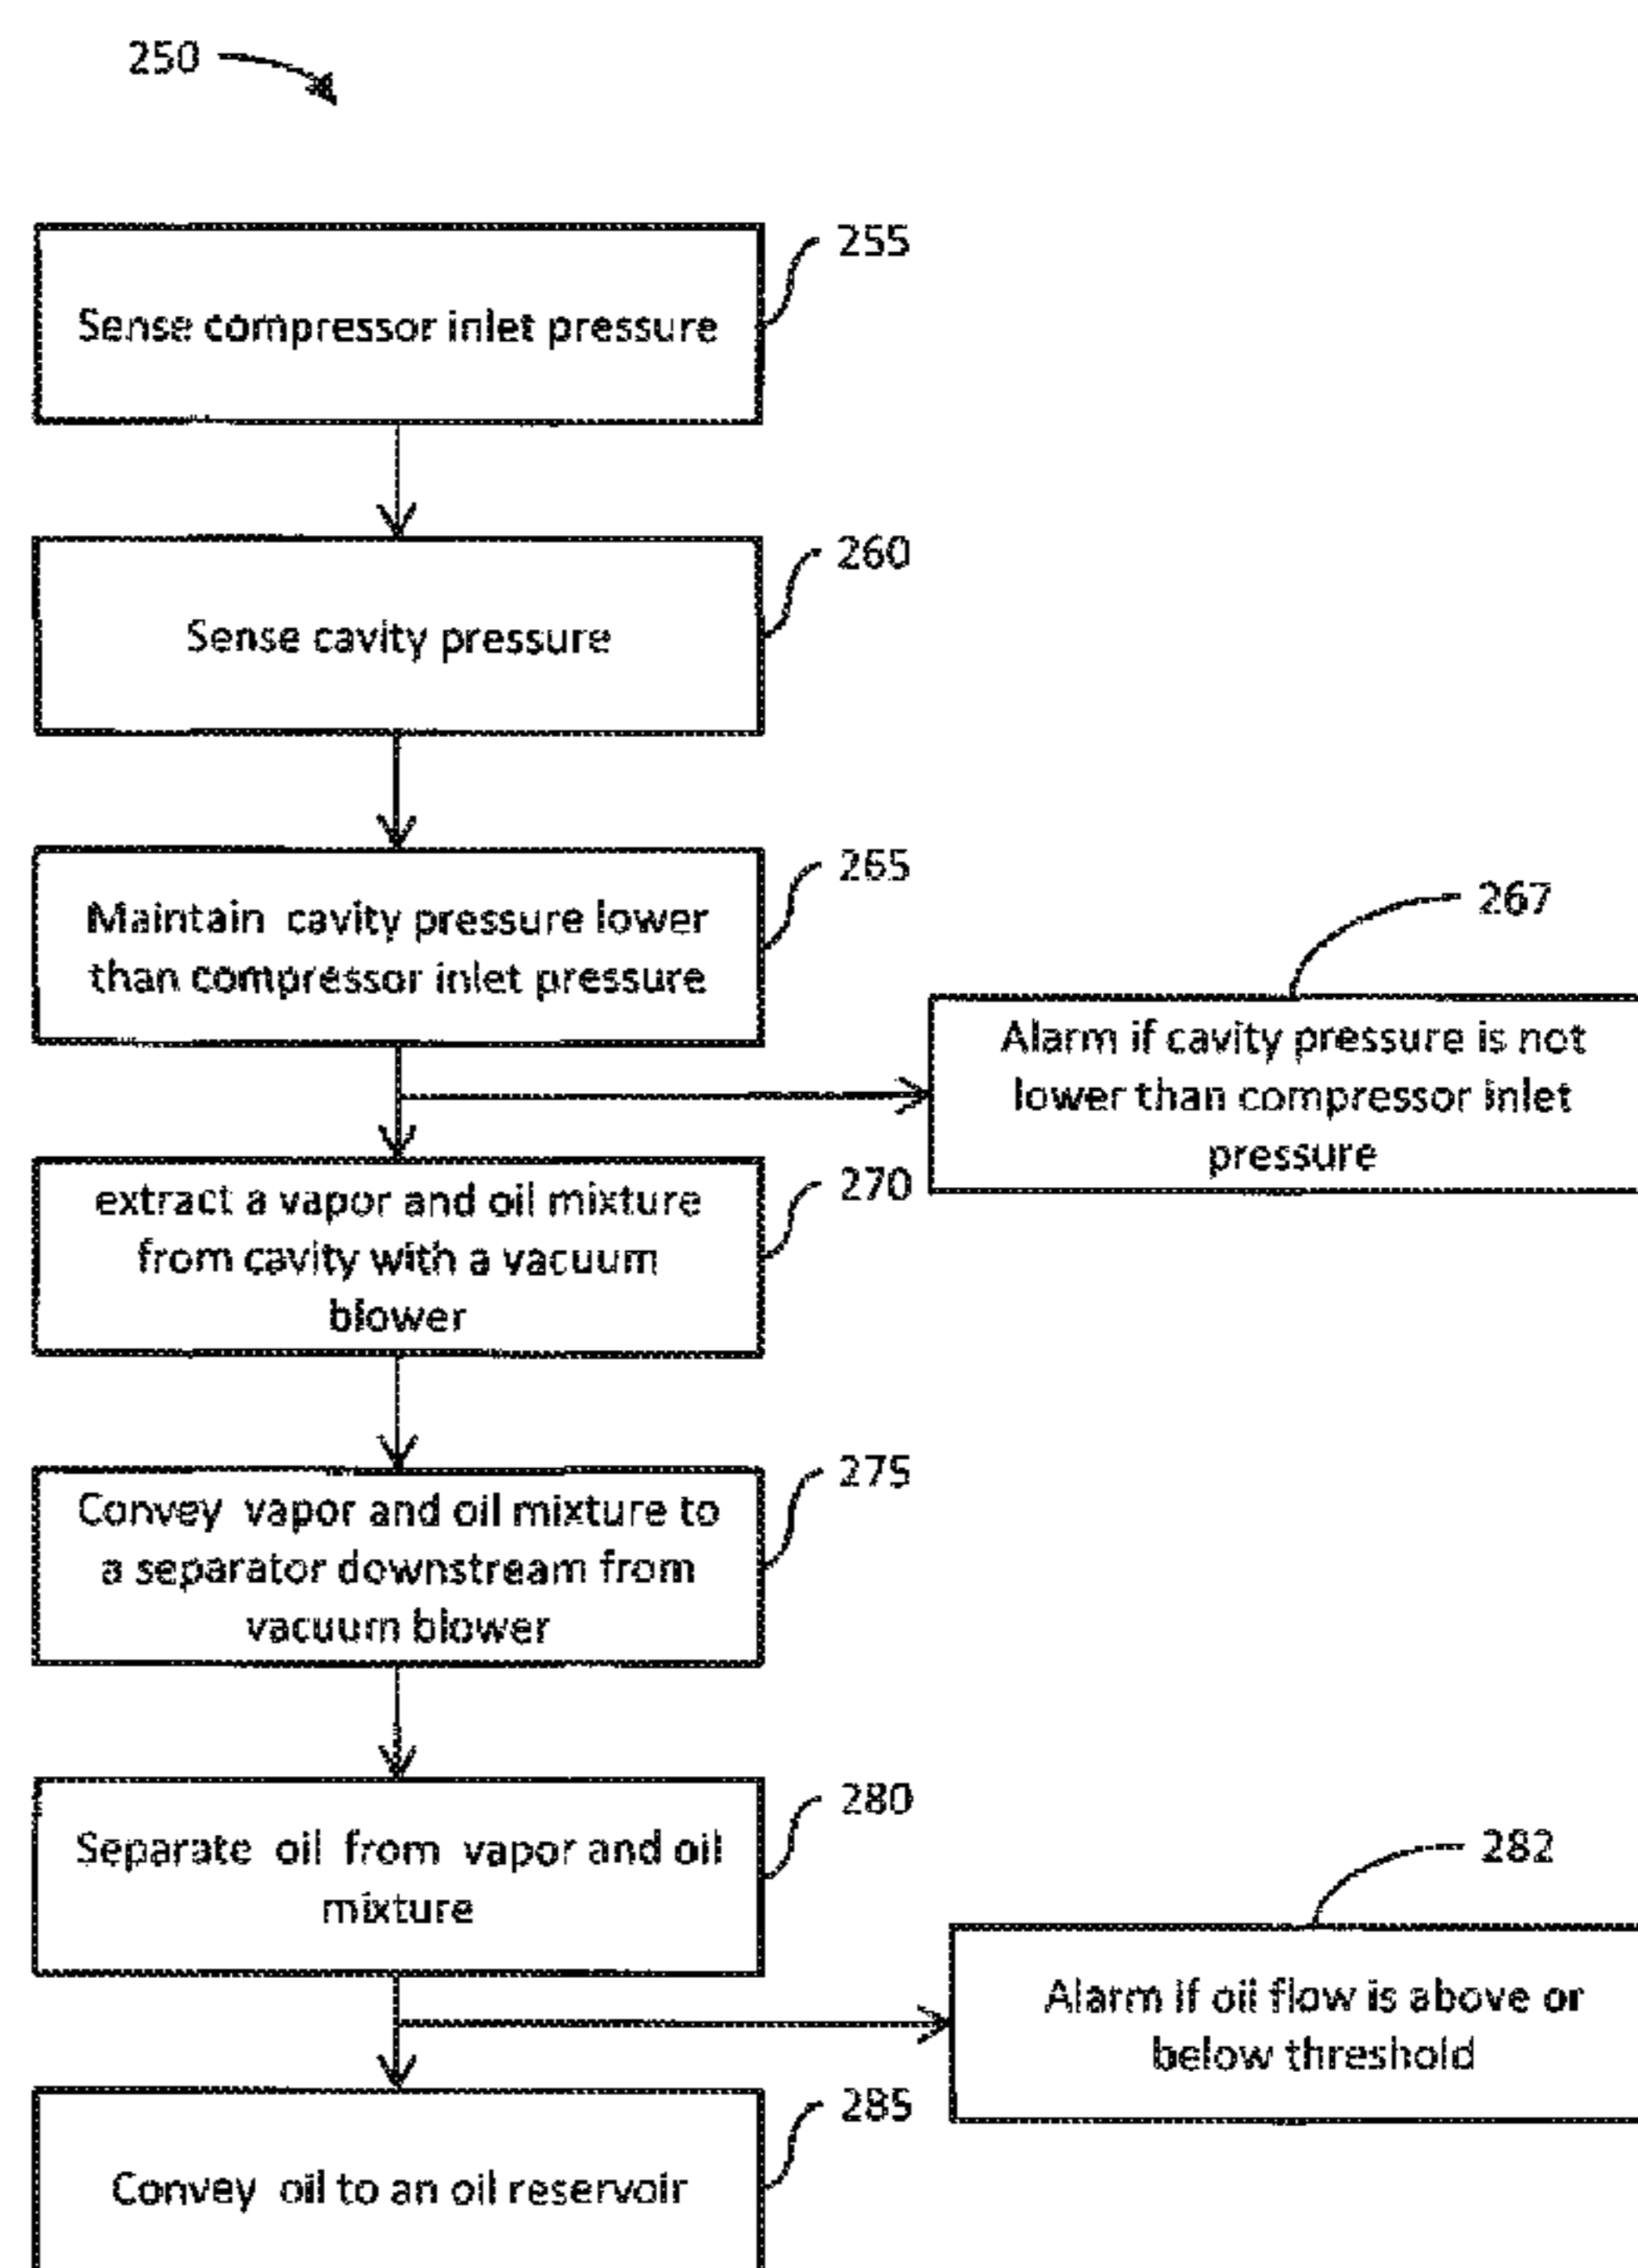 250
255
Sense compressor inlet pressure
260
Sense cavity pressure
265
Maintain cavity pressure lower
than compressor inlet pressure
267
Alarm if cavity pressure is not
lower than compressor inlet
pressure
270
extract a vapor and oil mixture
from cavity with a vacuum
blower
275
Convey vapor and oil mixture to
a separator downstream from
vacuum blower
280
Separate oil from vapor and oil
mixture
282
Alarm if oil flow is above or
below threshold
285
Convey oil to an oil reservoir